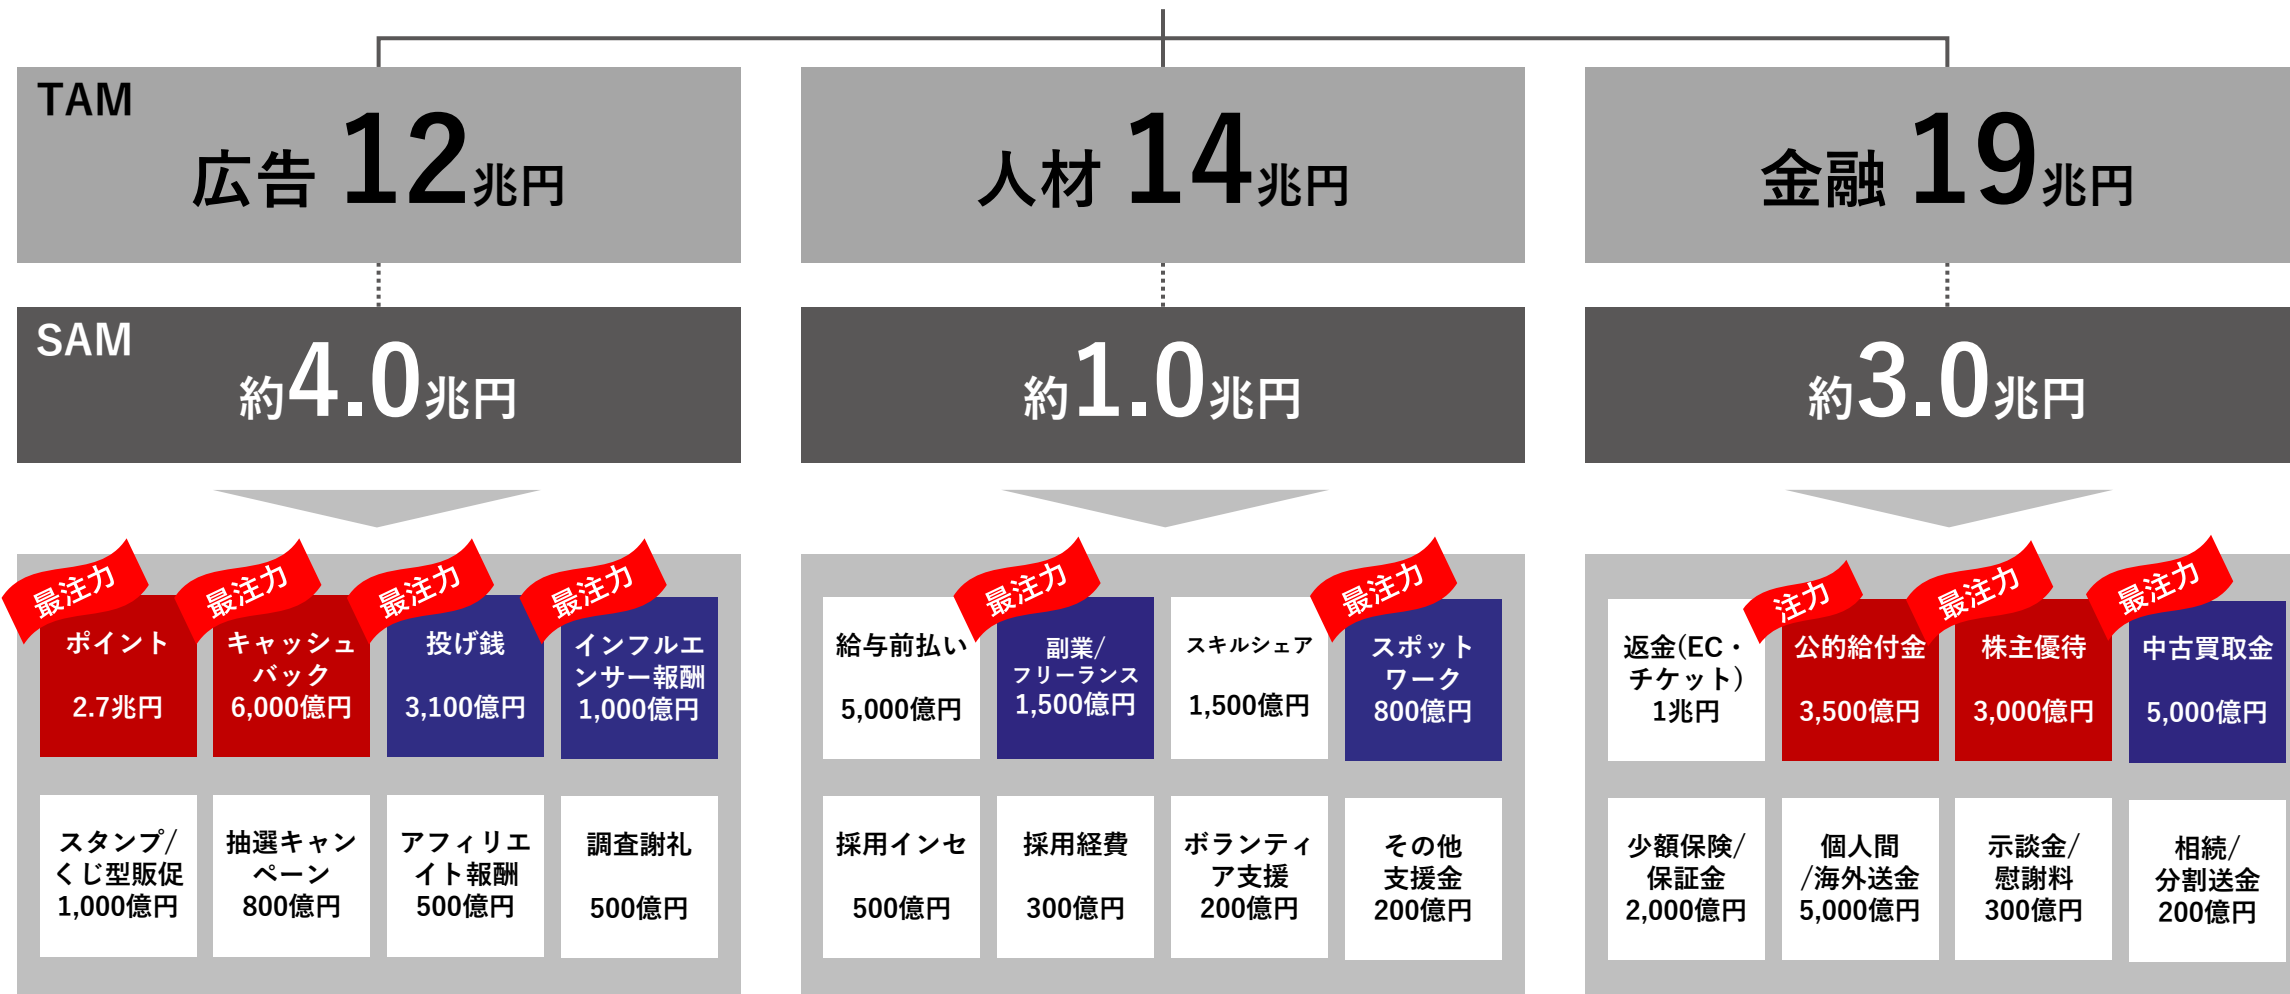 TAM
広告 12兆円
人材 14兆円
金融 19兆円
SAM
約4.0兆円
約1.0兆円
約3.0兆円
最注力
ポイント
2.7兆円
最注力
キャッシュ
バック
6,000億円
最注力
投げ銭
3,100億円
最注力
インフルエ
ンサー報酬
1,000億円
スタンプ/
くじ型販促
1,000億円
抽選キャン
ペーン
800億円
アフィリエ
イト報酬
500億円
調査謝礼
500億円
給与前払い
5,000億円
最注力
副業/
フリーランス
1,500億円
スキルシェア
1,500億円
最注力
スポット
ワーク
800億円
採用インセ
500億円
採用経費
300億円
ボランティ
ア支援
200億円
その他
支援金
200億円
返金(EC・
チケット)
1兆円
注力
公的給付金
3,500億円
最注力
株主優待
3,000億円
最注力
中古買取金
5,000億円
少額保険/
保証金
2,000億円
個人間
/海外送金
5,000億円
示談金/
慰謝料
300億円
相続/
分割送金
200億円